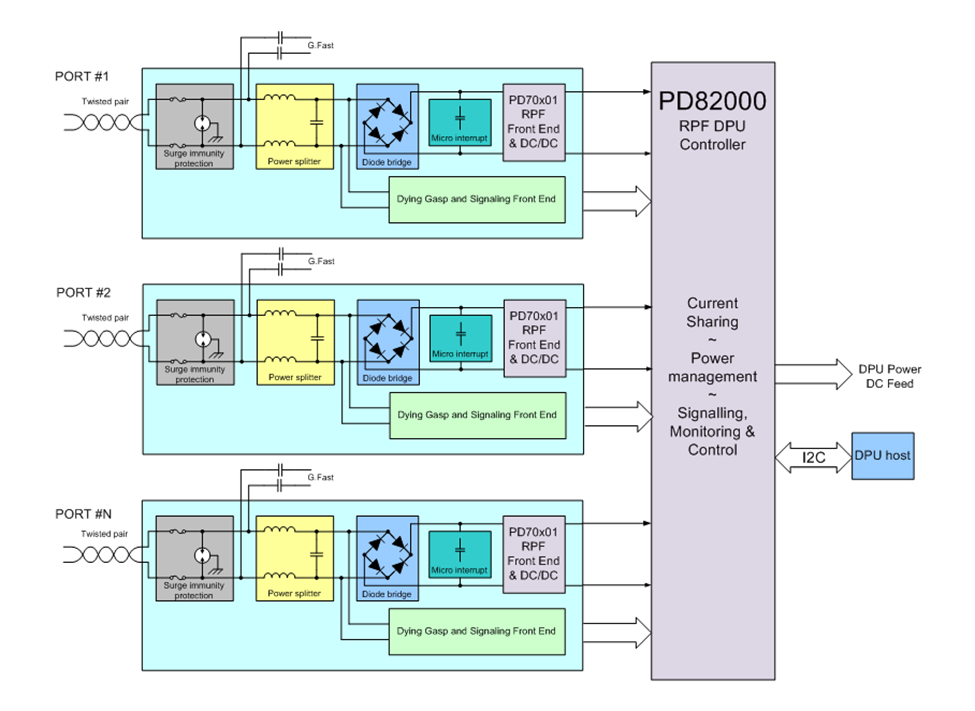 G.Fast
PORT #1
Twisted pair
Surge immunity
protection
Power splitter
Diode bridge
Micro interrupt
PD70x01
RPF
Front End
& DC/DC
Dying Gasp and Signaling Front End
G.Fast
PORT #2
Twisted pair
Surge immunity
protection
Power splitter
Diode bridge
Micro interrupt
PD70x01
RPF
Front End
& DC/DC
Dying Gasp and Signaling Front End
G.Fast
PORT #N
Twisted pair
Surge immunity
protection
Power splitter
Diode bridge
Micro interrupt
PD70x01
RPF
Front End
& DC/DC
Dying Gasp and Signaling Front End
PD82000
RPF DPU
Controller
Current
Sharing
~
Power
management
~
Signalling,
Monitoring &
Control
DPU Power
DC Feed
I2C
DPU host